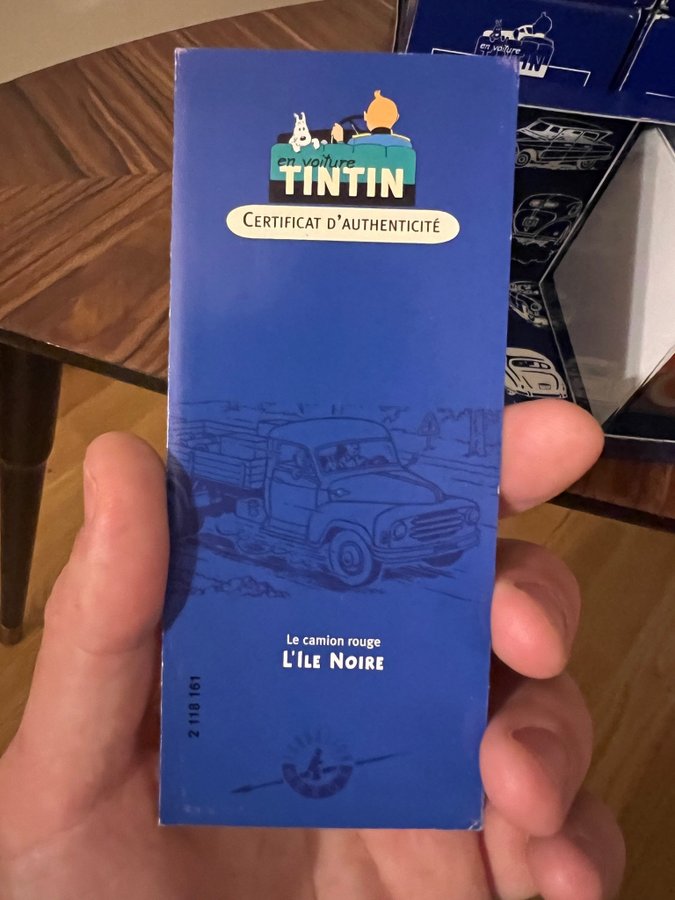 en voiture
TINTIN
en voiture
TINTIN
CERTIFICAT D'AUTHENTICITÉ
Le camion rouge
L'ILE NOIRE
2 118 161